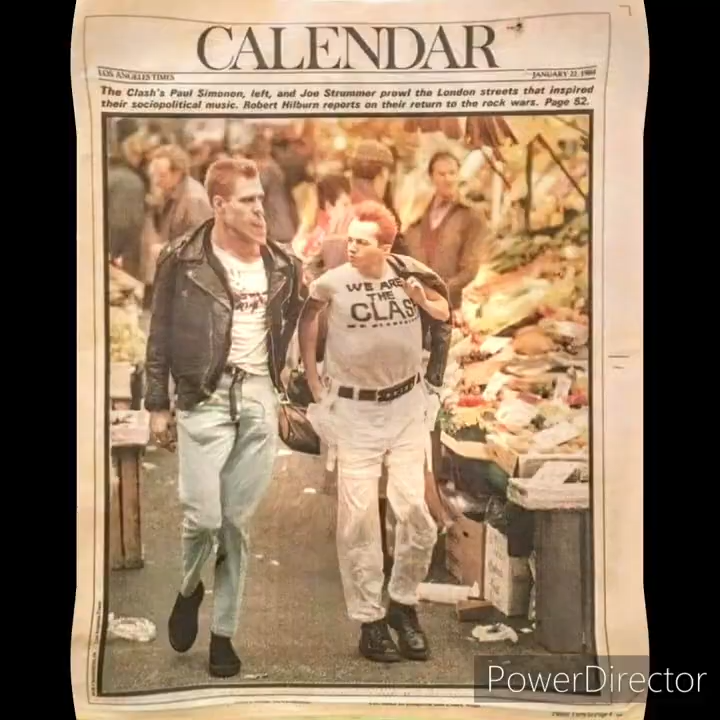 CALENDAR
LOS ANGELES TIMES
JANUARY 22, 1984
The Clash's Paul Simonon, left, and Joe Strummer prowl the London streets that inspired
their sociopolitical music. Robert Hilburn reports on their return to the rock wars. Page 52.
WE ARE
THE
CLAS
PowerDirector